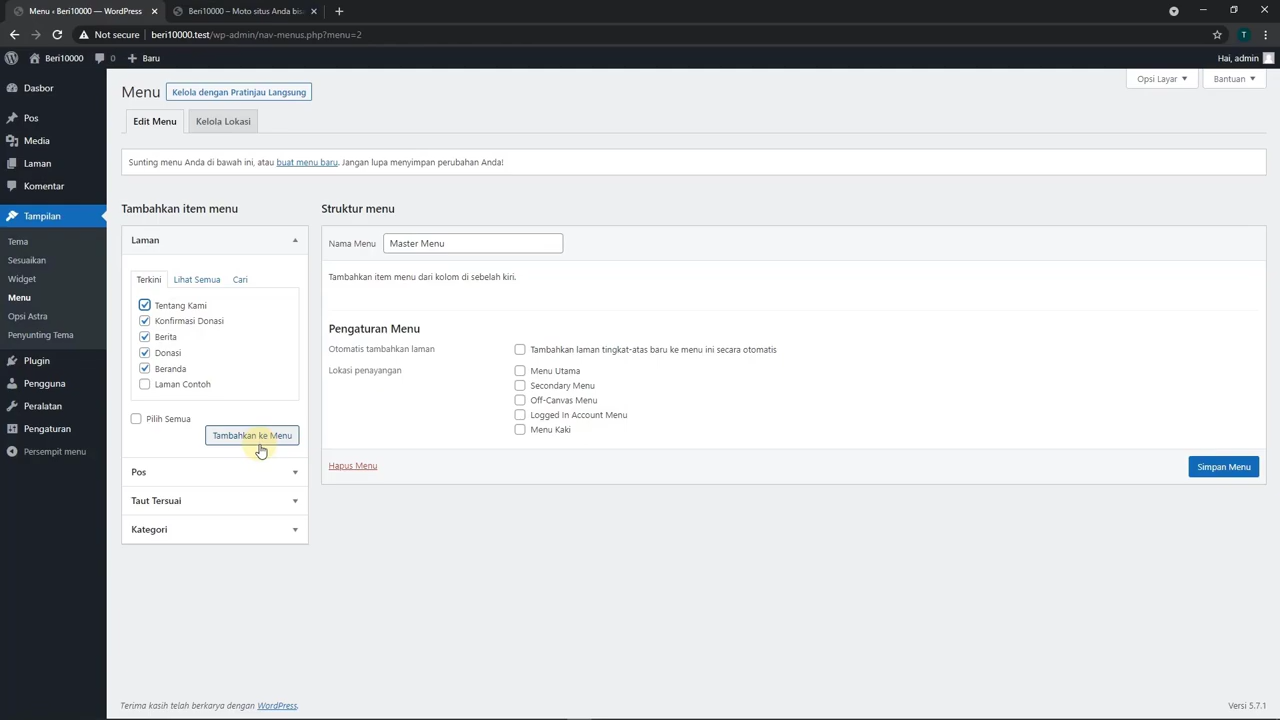 Menu ‹ Beri10000 — WordPress
Beri10000 – Moto situs Anda bis
Not secure
beri10000.test/wp-admin/nav-menus.php?menu=2
T
Beri10000
0
Baru
Hai, admin
Dasbor
Pos
Media
Laman
Komentar
Tampilan
Tema
Sesuaikan
Widget
Menu
Opsi Astra
Penyunting Tema
Plugin
Pengguna
Peralatan
Pengaturan
Persempit menu
Opsi Layar
Bantuan
Menu
Kelola dengan Pratinjau Langsung
Edit Menu
Kelola Lokasi
Sunting menu Anda di bawah ini, atau buat menu baru. Jangan lupa menyimpan perubahan Anda!
Tambahkan item menu
Laman
Terkini
Lihat Semua
Cari
Tentang Kami
Konfirmasi Donasi
Berita
Donasi
Beranda
Laman Contoh
Pilih Semua
Tambahkan ke Menu
Pos
Taut Tersuai
Kategori
Struktur menu
Nama Menu
Master Menu
Tambahkan item menu dari kolom di sebelah kiri.
Pengaturan Menu
Otomatis tambahkan laman
Tambahkan laman tingkat-atas baru ke menu ini secara otomatis
Lokasi penayangan
Menu Utama
Secondary Menu
Off-Canvas Menu
Logged In Account Menu
Menu Kaki
Hapus Menu
Simpan Menu
Terima kasih telah berkarya dengan WordPress.
Versi 5.7.1